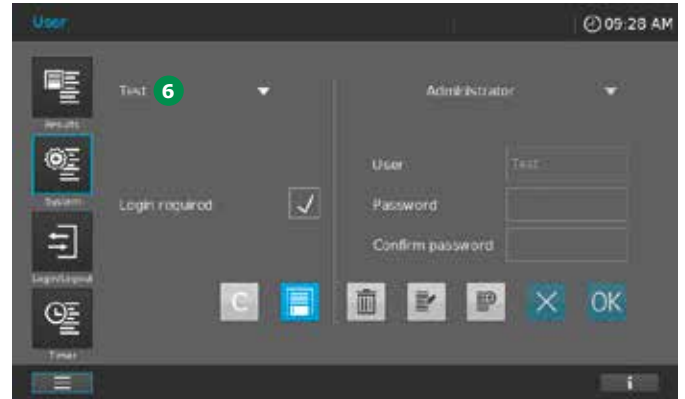 User
09:28 AM
Test 6
Administrator
Results
User
Test
System
Login required
Password
Confirm password
Login/Logout
C
OK
Timer
i